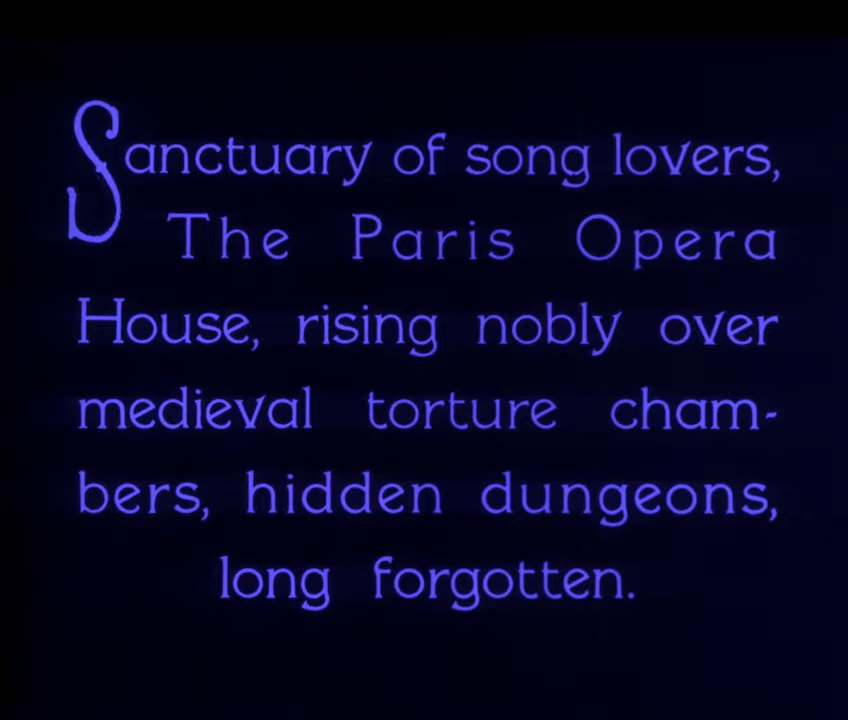 Sanctuary of song lovers,
The Paris Opera
House, rising nobly over
medieval torture cham-
bers, hidden dungeons,
long forgotten.